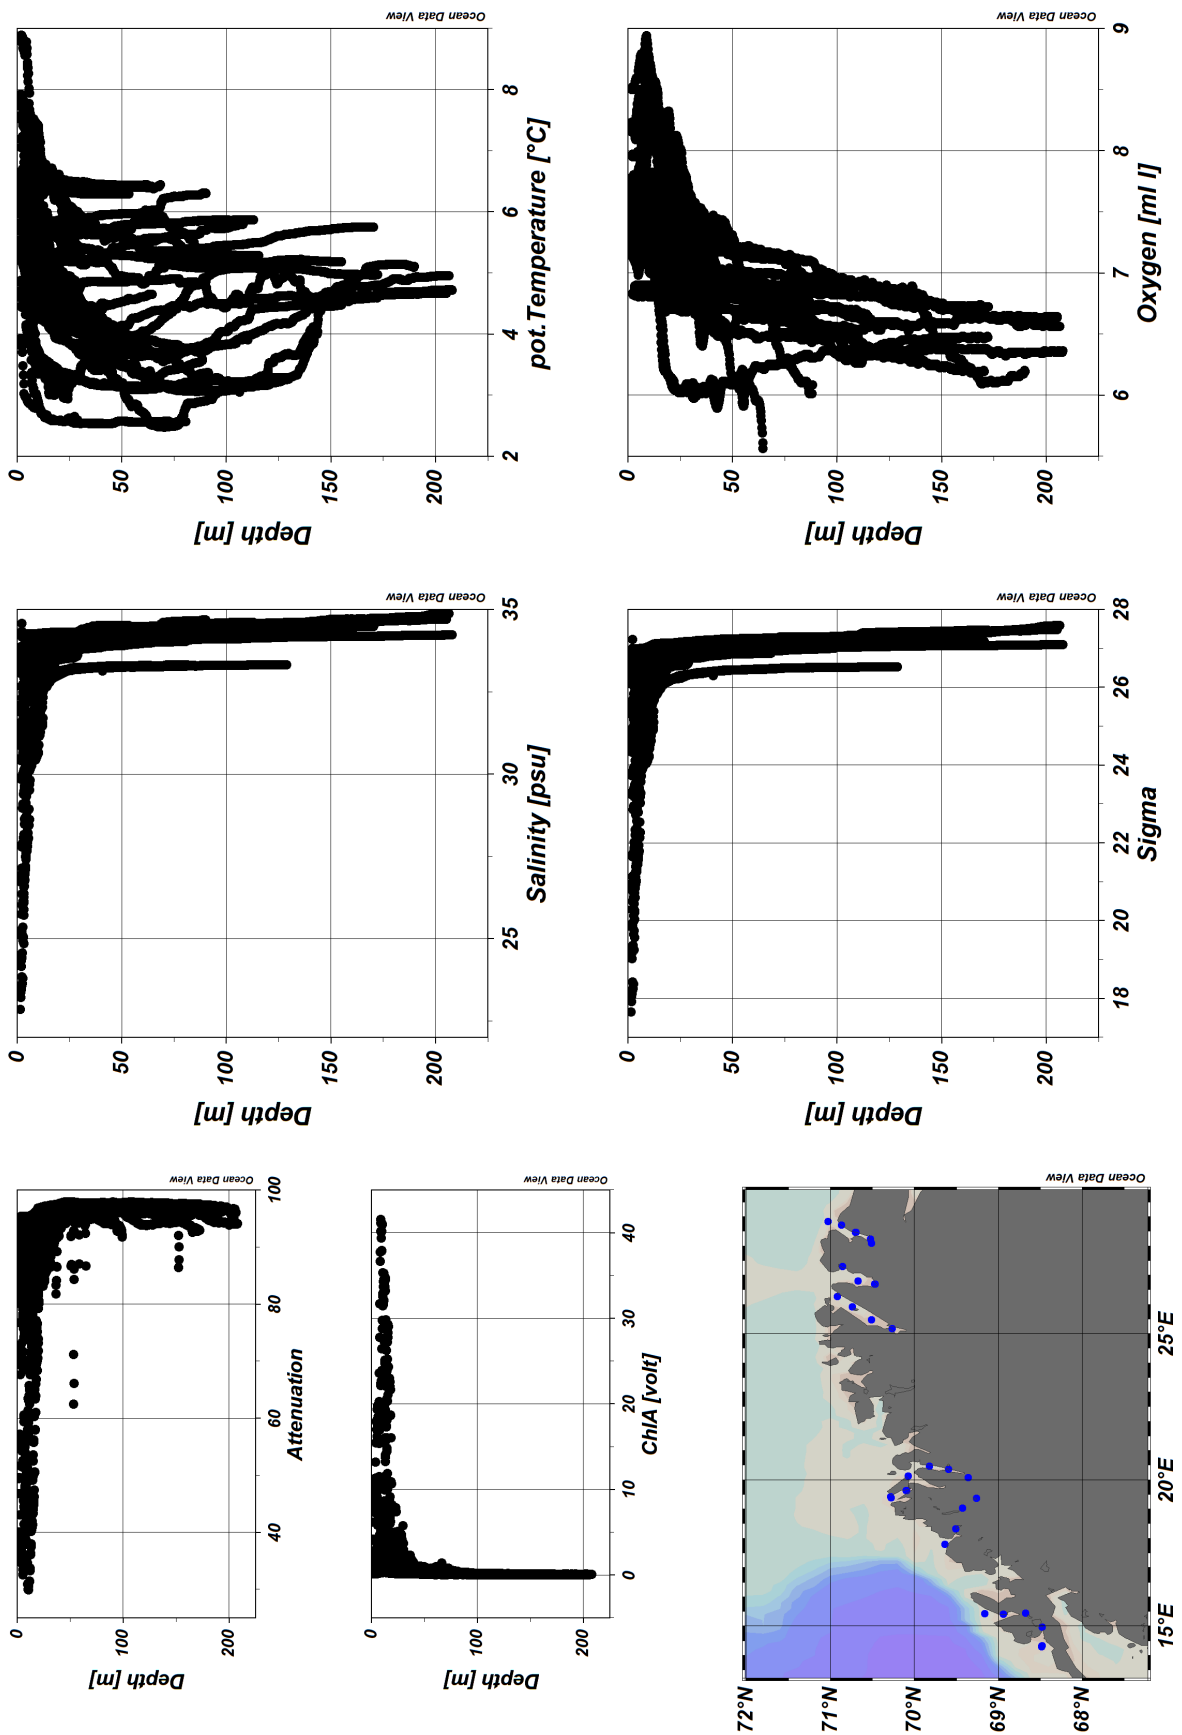 Ocean Data View
Depth [m]
0
100
200
40
60
80
100
Attenuation
Ocean Data View
Depth [m]
0
50
100
150
200
25
30
35
Salinity [psu]
Ocean Data View
Depth [m]
0
50
100
150
200
2
4
6
8
pot.Temperature [°C]
Ocean Data View
Depth [m]
0
100
200
0
10
20
30
40
ChlA [volt]
Ocean Data View
72°N
71°N
70°N
69°N
68°N
15°E
20°E
25°E
Ocean Data View
Depth [m]
0
50
100
150
200
18
20
22
24
26
28
Sigma
Ocean Data View
Depth [m]
0
50
100
150
200
6
7
8
9
Oxygen [ml l]
Ocean Data View